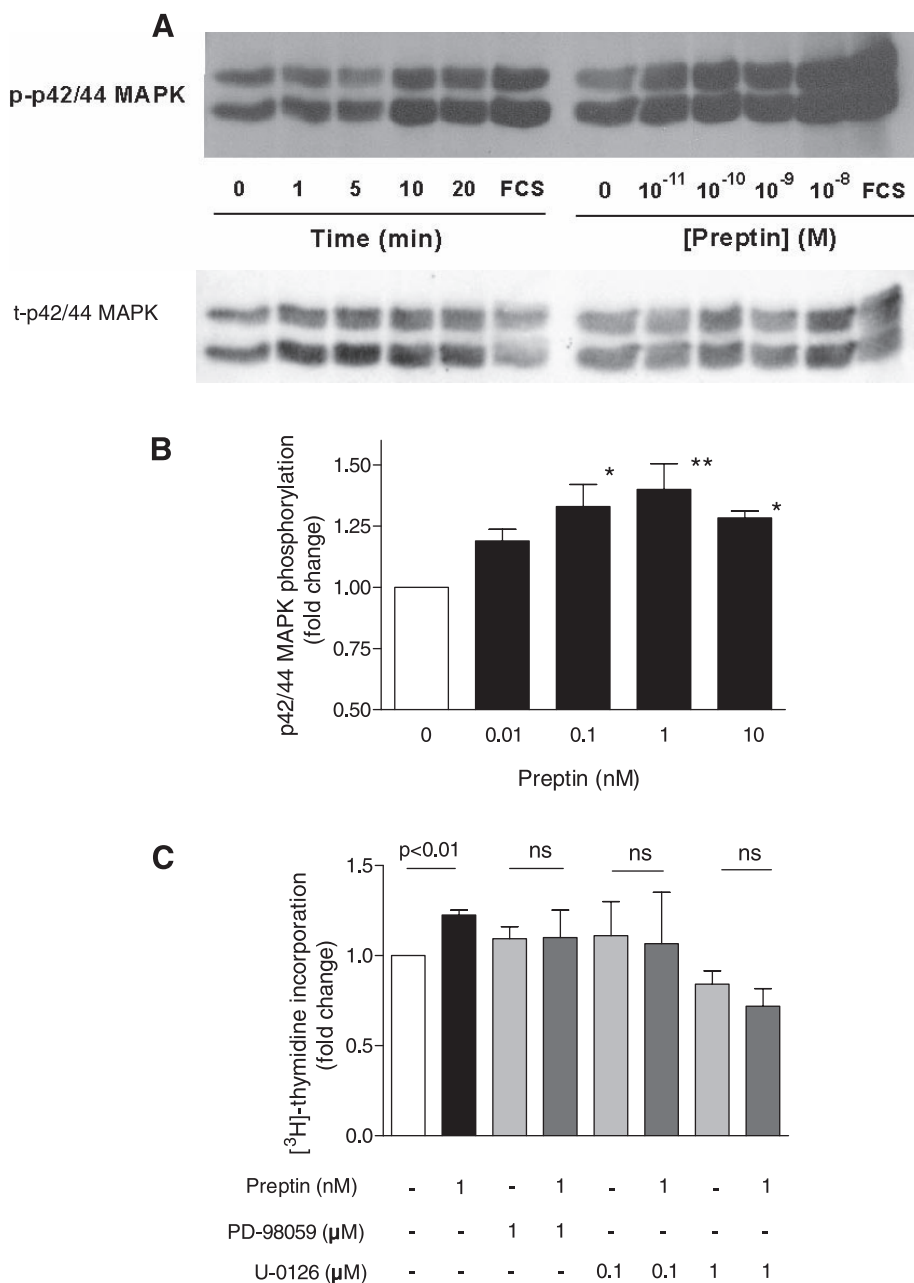 A
p-p42/44 MAPK
0 1 5 10 20 FCS 0 10⁻¹¹ 10⁻¹⁰ 10⁻⁹ 10⁻⁸ FCS
Time (min) [Preptin] (M)
t-p42/44 MAPK
B
p42/44 MAPK phosphorylation
(fold change)
1.50
1.25
1.00
0.75
0.50
* ** *
0 0.01 0.1 1 10
Preptin (nM)
C
[³H]-thymidine incorporation
(fold change)
1.5
1.0
0.5
0.0
p<0.01 ns ns ns
Preptin (nM) - 1 - 1 - 1 - 1
PD-98059 (µM) - - 1 1 - - - -
U-0126 (µM) - - - - 0.1 0.1 1 1